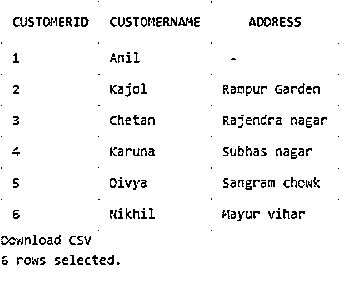 CUSTOMERID CUSTOMERNAME ADDRESS
1 Anil -
2 Kajol Rampur Garden
3 Chetan Rajendra nagar
4 Karuna Subhas nagar
5 Divya Sangram chowk
6 Nikhil Mayur vihar
Download CSV
6 rows selected.